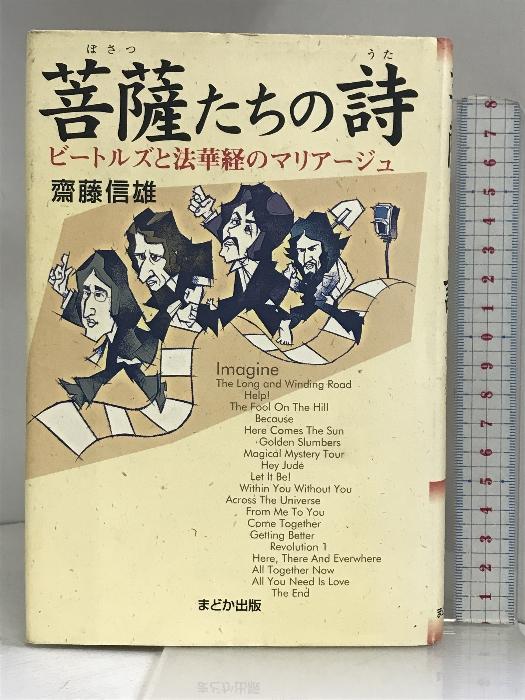 ぼさつ うた
菩薩たちの詩
ビートルズと法華経のマリアージュ
齋藤信雄
Imagine
The Long and Winding Road
Help!
The Fool On The Hill
Because
Here Comes The Sun
Golden Slumbers
Magical Mystery Tour
Hey Jude
Let It Be!
Within You Without You
Across The Universe
From Me To You
Come Together
Getting Better
Revolution 1
Here, There And Everwhere
All Together Now
All You Need Is Love
The End
まどか出版